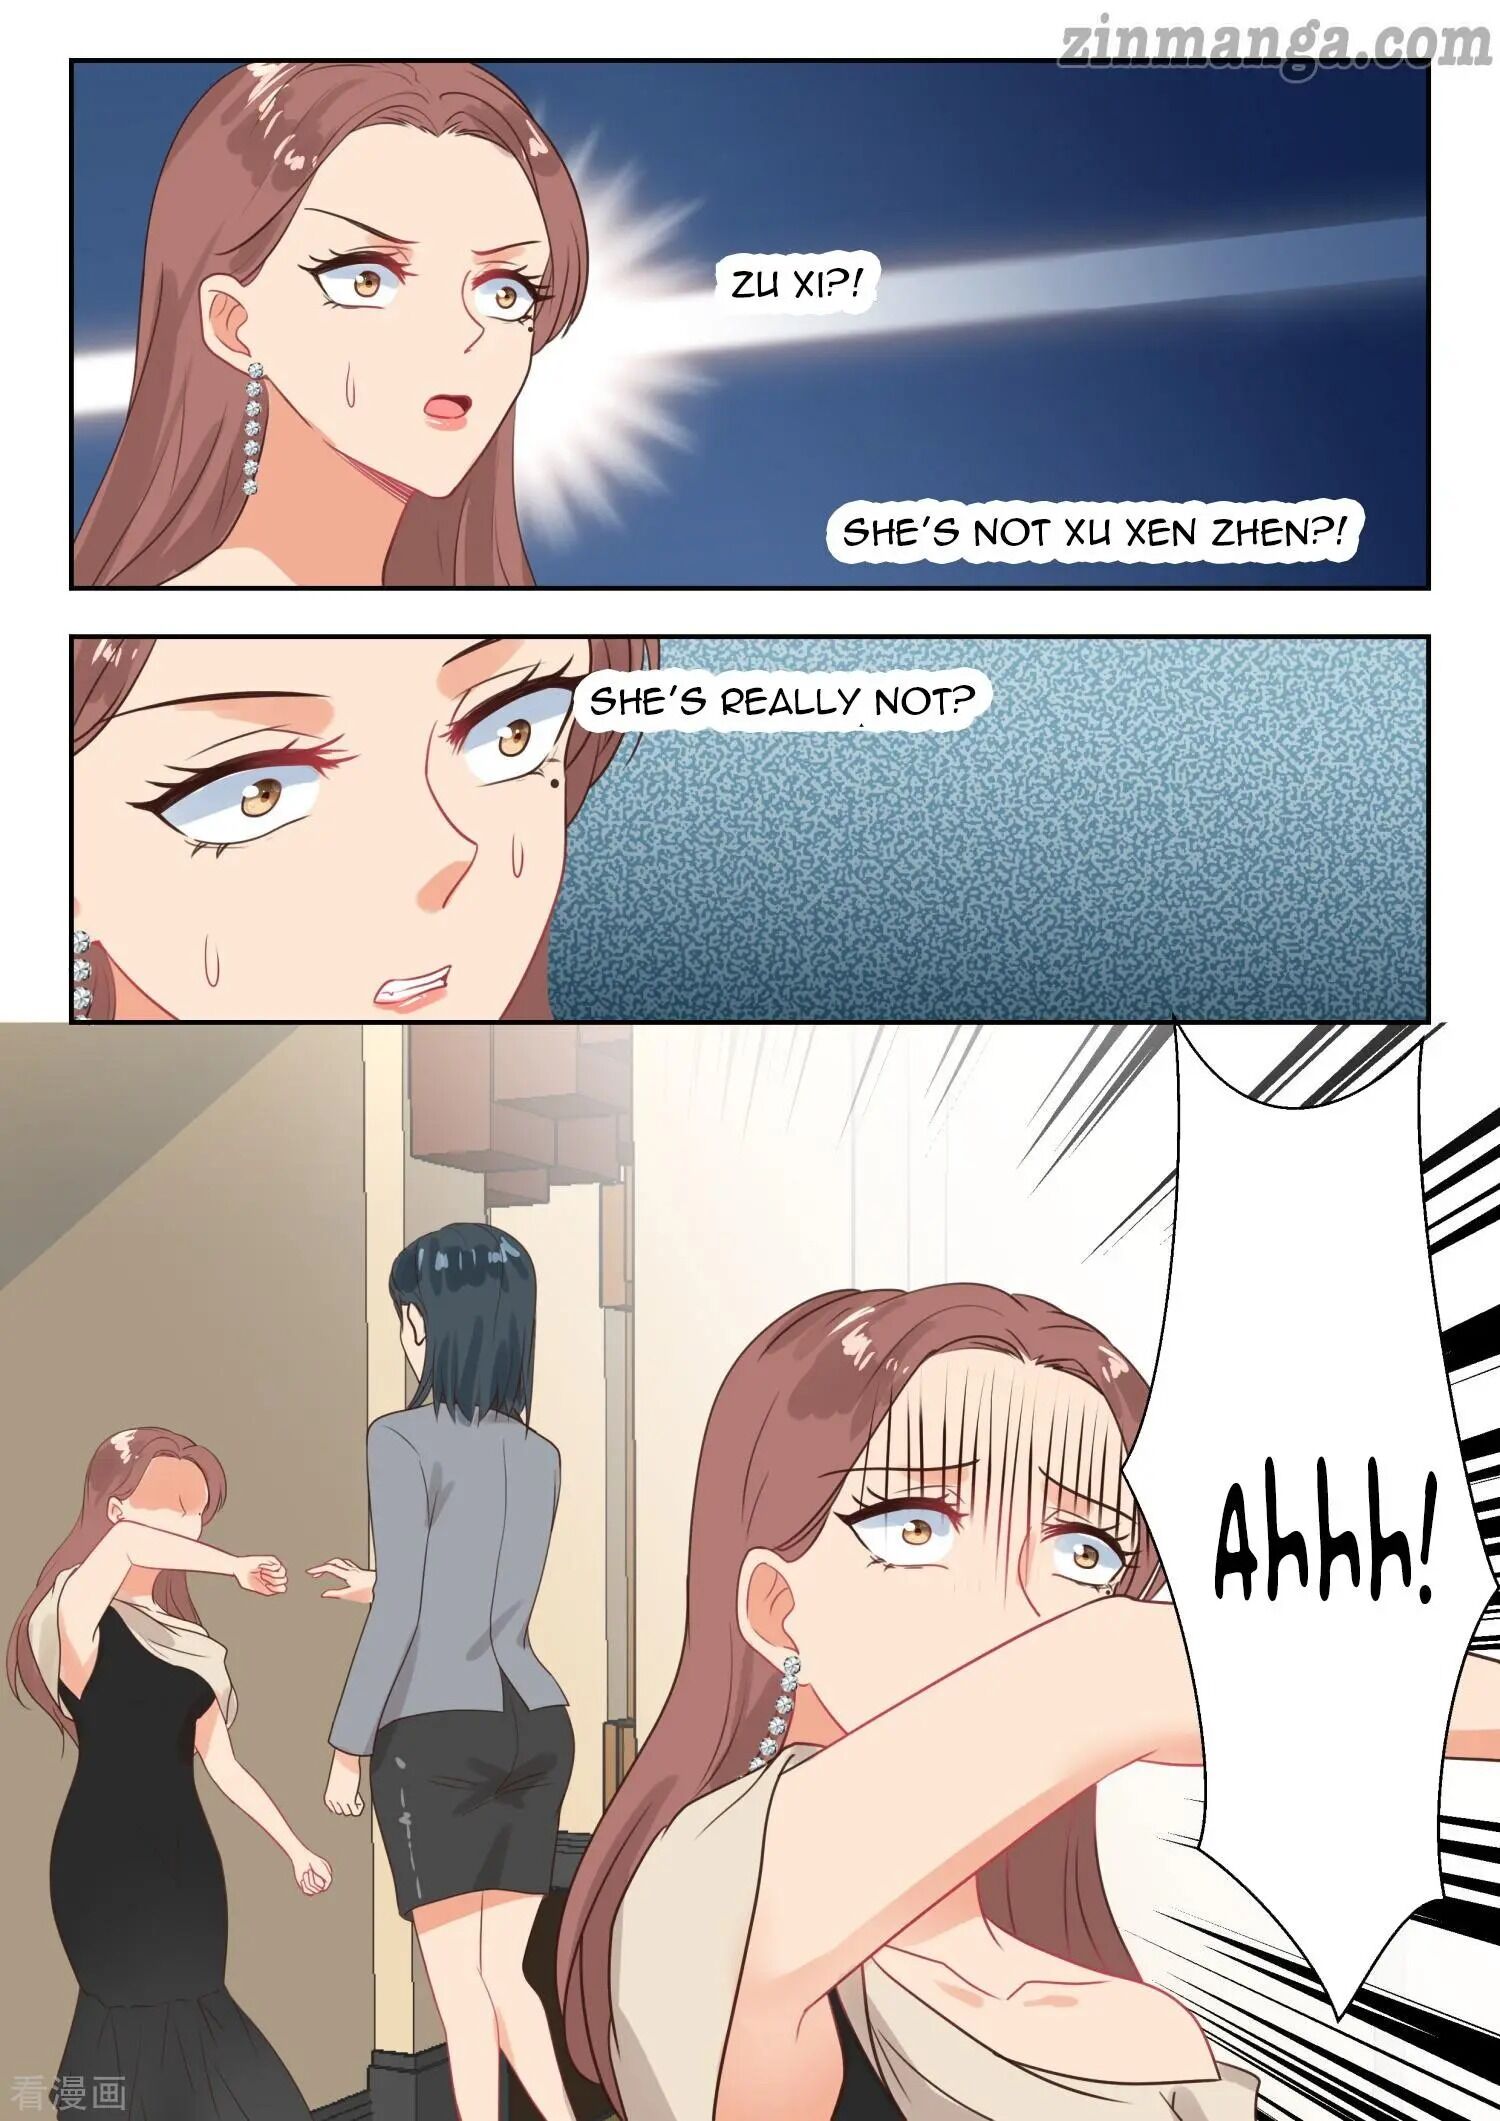 zinmanga.com
ZU XI?!
SHE'S NOT XU XEN ZHEN?!
SHE'S REALLY NOT?
Ahhh!
看漫画